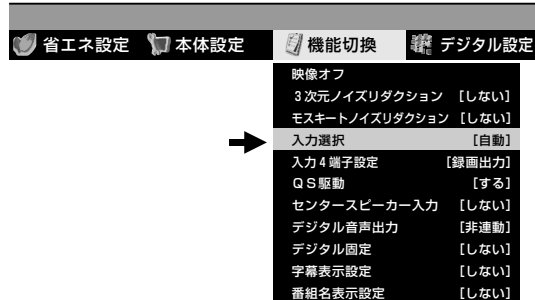 省エネ設定 本体設定 機能切換 デジタル設定
映像オフ
3次元ノイズリダクション [しない]
モスキートノイズリダクション [しない]
入力選択 [自動]
入力4端子設定 [録画出力]
QS駆動 [する]
センタースピーカー入力 [しない]
デジタル音声出力 [非連動]
デジタル固定 [しない]
字幕表示設定 [しない]
番組名表示設定 [しない]